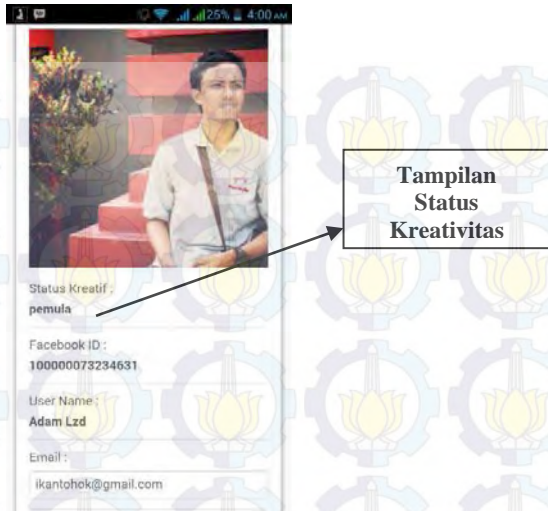 25% 4:00 AM
Status Kreatif :
pemula
Facebook ID :
100000073234631
User Name :
Adam Lzd
Email :
ikantohok@gmail.com
Tampilan
Status
Kreativitas